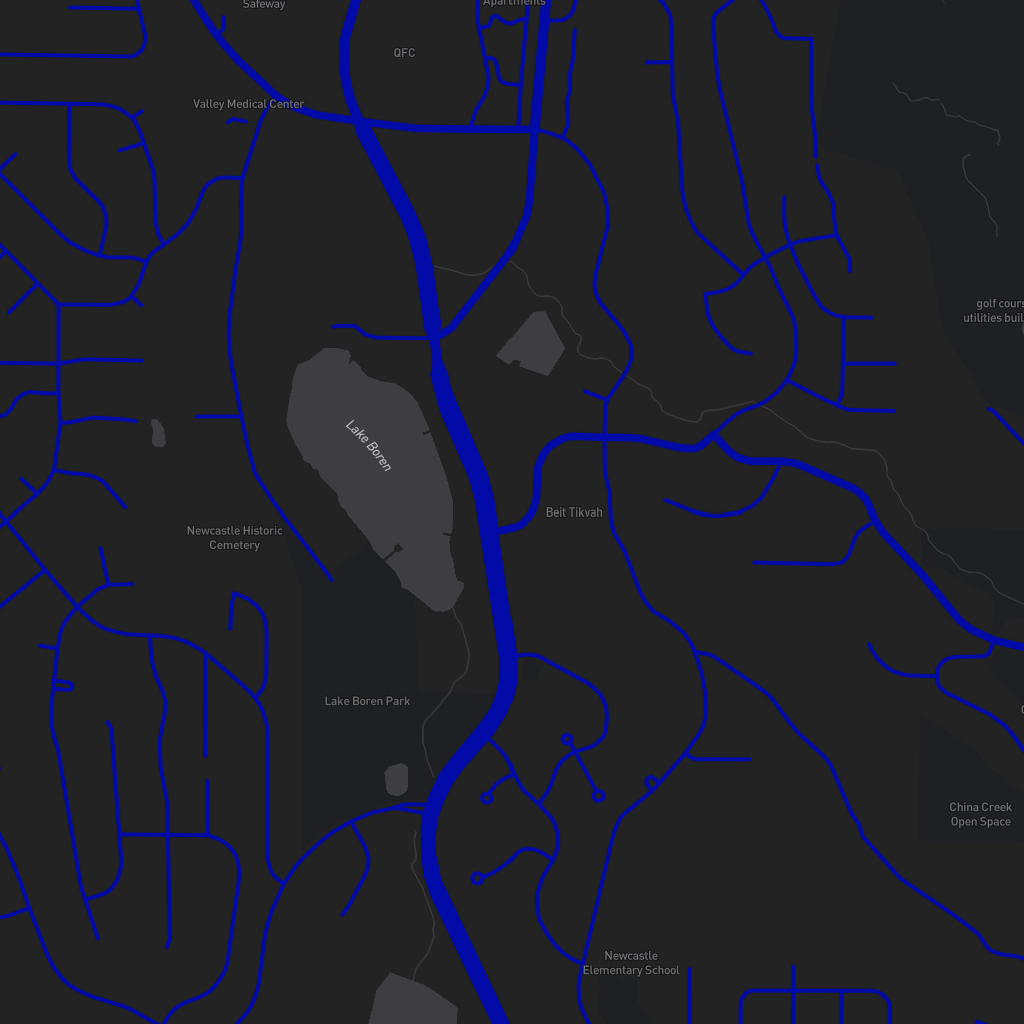 Safeway
Apartments
QFC
Valley Medical Center
golf cours
utilities buil
Lake Boren
Beit Tikvah
Newcastle Historic
Cemetery
Lake Boren Park
China Creek
Open Space
Newcastle
Elementary School